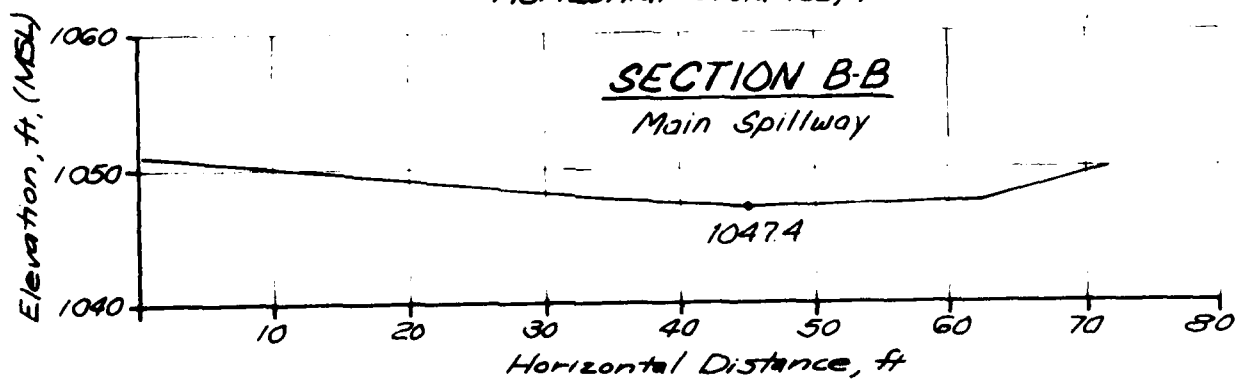 1060
SECTION B-B
Main Spillway
Elevation, ft, (MSL)
1050
1047.4
1040
10 20 30 40 50 60 70 80
Horizontal Distance, ft